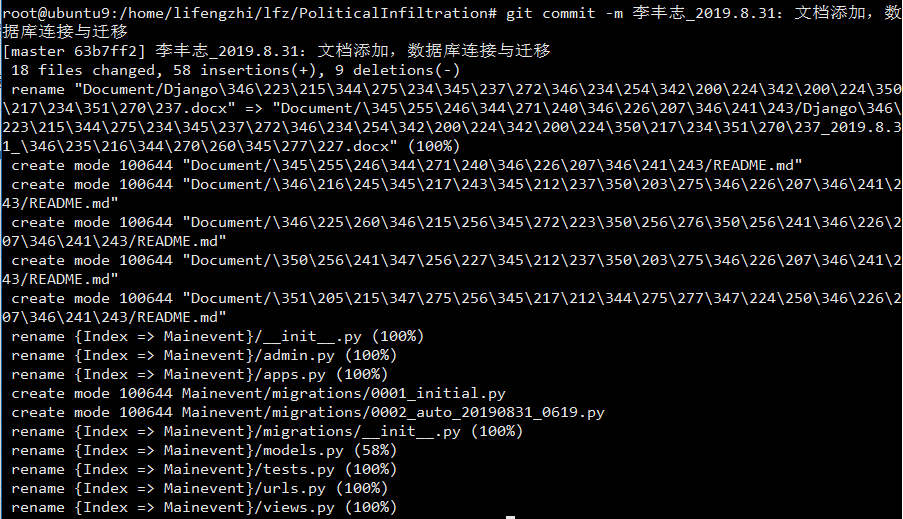 root@ubuntu9:/home/lifengzhi/lfz/PoliticalInfiltration# git commit -m 李丰志_2019.8.31：文档添加，数
据库连接与迁移
[master 63b7ff2] 李丰志_2019.8.31：文档添加，数据库连接与迁移
 18 files changed, 58 insertions(+), 9 deletions(-)
 rename "Document/Django\346\223\215\344\275\234\345\237\272\346\234\254\342\200\224\342\200\224\350
\217\234\351\270\237.docx" => "Document/\345\255\246\344\271\240\346\226\207\346\241\243/Django\346\
223\215\344\275\234\345\237\272\346\234\254\342\200\224\342\200\224\350\217\234\351\270\237_2019.8.3
1_\346\235\216\344\270\260\345\277\227.docx" (100%)
 create mode 100644 "Document/\345\255\246\344\271\240\346\226\207\346\241\243/README.md"
 create mode 100644 "Document/\346\216\245\345\217\243\345\212\237\350\203\275\346\226\207\346\241\2
43/README.md"
 create mode 100644 "Document/\346\225\260\346\215\256\345\272\223\350\256\276\350\256\241\346\226\2
07\346\241\243/README.md"
 create mode 100644 "Document/\350\256\241\347\256\227\345\212\237\350\203\275\346\226\207\346\241\2
43/README.md"
 create mode 100644 "Document/\351\205\215\347\275\256\345\217\212\344\275\277\347\224\250\346\226\2
07\346\241\243/README.md"
 rename {Index => Mainevent}/__init__.py (100%)
 rename {Index => Mainevent}/admin.py (100%)
 rename {Index => Mainevent}/apps.py (100%)
 create mode 100644 Mainevent/migrations/0001_initial.py
 create mode 100644 Mainevent/migrations/0002_auto_20190831_0619.py
 rename {Index => Mainevent}/migrations/__init__.py (100%)
 rename {Index => Mainevent}/models.py (58%)
 rename {Index => Mainevent}/tests.py (100%)
 rename {Index => Mainevent}/urls.py (100%)
 rename {Index => Mainevent}/views.py (100%)